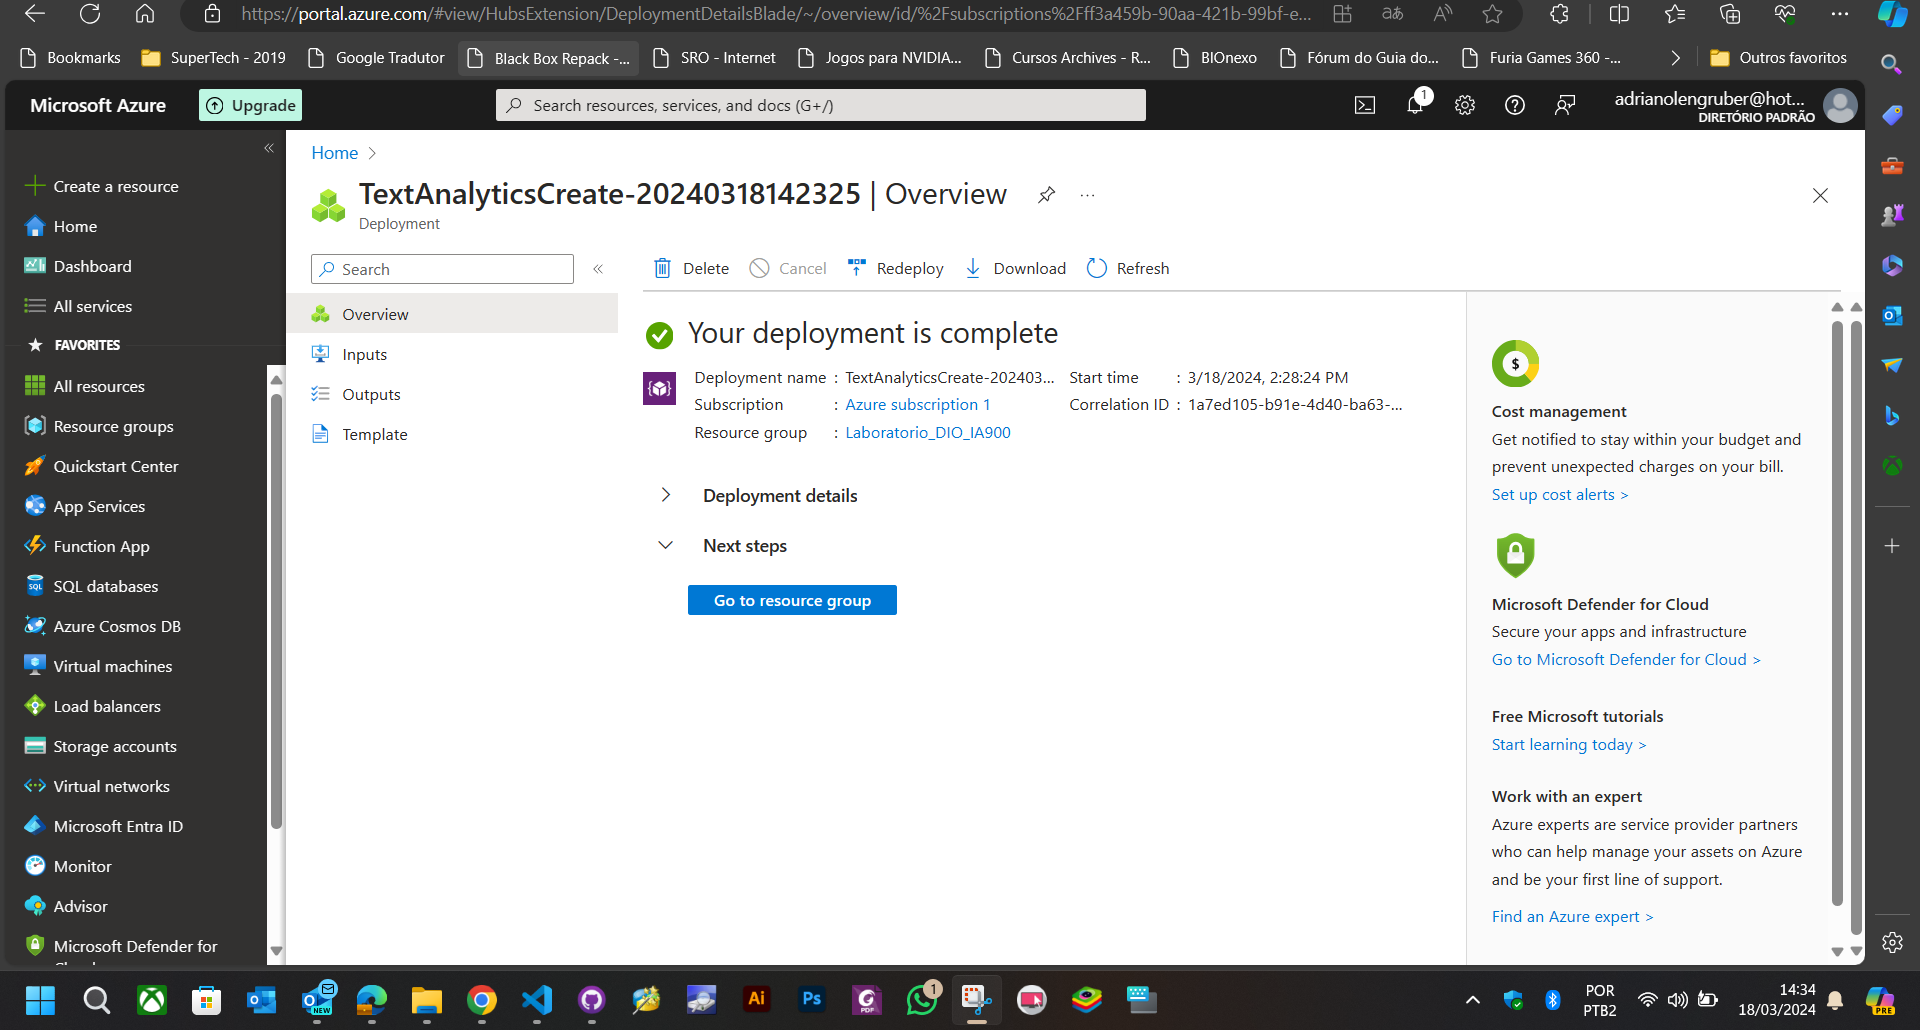 https://portal.azure.com/#view/HubsExtension/DeploymentDetailsBlade/~/overview/id/%2Fsubscriptions%2Fff3a459b-90aa-421b-99bf-e...
Bookmarks
SuperTech - 2019
Google Tradutor
Black Box Repack -...
SRO - Internet
Jogos para NVIDIA...
Cursos Archives - R...
BIOnexo
Fórum do Guia do...
Furia Games 360 -...
Outros favoritos
Microsoft Azure
Upgrade
Search resources, services, and docs (G+/)
1
adrianolengruber@hot...
DIRETÓRIO PADRÃO
Create a resource
Home
Dashboard
All services
FAVORITES
All resources
Resource groups
Quickstart Center
App Services
Function App
SQL databases
Azure Cosmos DB
Virtual machines
Load balancers
Storage accounts
Virtual networks
Microsoft Entra ID
Monitor
Advisor
Microsoft Defender for
Home >
TextAnalyticsCreate-20240318142325 | Overview
Deployment
Search
Overview
Inputs
Outputs
Template
Delete
Cancel
Redeploy
Download
Refresh
Your deployment is complete
Deployment name : TextAnalyticsCreate-202403...
Subscription : Azure subscription 1
Resource group : Laboratorio_DIO_IA900
Start time : 3/18/2024, 2:28:24 PM
Correlation ID : 1a7ed105-b91e-4d40-ba63-...
Deployment details
Next steps
Go to resource group
Cost management
Get notified to stay within your budget and
prevent unexpected charges on your bill.
Set up cost alerts >
Microsoft Defender for Cloud
Secure your apps and infrastructure
Go to Microsoft Defender for Cloud >
Free Microsoft tutorials
Start learning today >
Work with an expert
Azure experts are service provider partners
who can help manage your assets on Azure
and be your first line of support.
Find an Azure expert >
NEW
Ai
Ps
PDF
1
POR
PTB2
14:34
18/03/2024
PRE